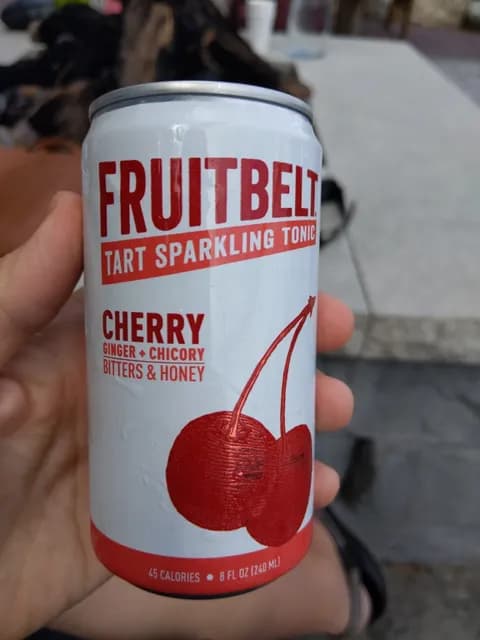 FRUITBELT
TART SPARKLING TONIC
CHERRY
GINGER + CHICORY
BITTERS & HONEY
45 CALORIES • 8 FL OZ (240 ML)